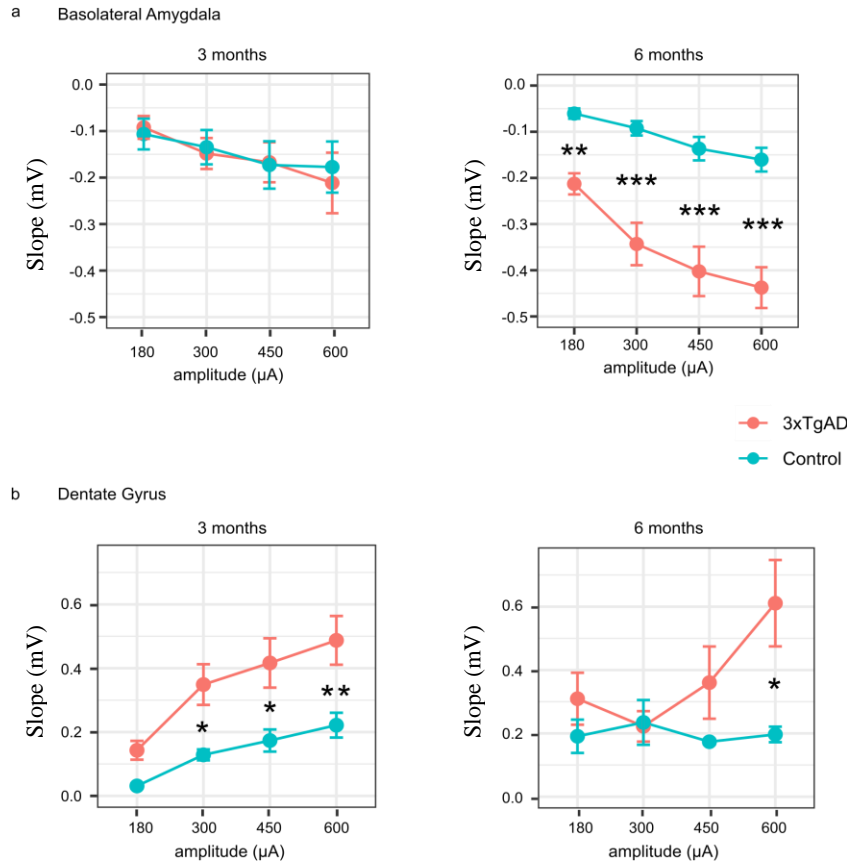 a Basolateral Amygdala
3 months
6 months
0.0
-0.1
-0.2
-0.3
-0.4
-0.5
Slope (mV)
180 300 450 600
amplitude (µA)
0.0
-0.1
-0.2
-0.3
-0.4
-0.5
Slope (mV)
** *** *** ***
180 300 450 600
amplitude (µA)
3xTgAD
Control
b Dentate Gyrus
3 months
6 months
0.6
0.4
0.2
0.0
Slope (mV)
* * **
180 300 450 600
amplitude (µA)
0.6
0.4
0.2
0.0
Slope (mV)
*
180 300 450 600
amplitude (µA)